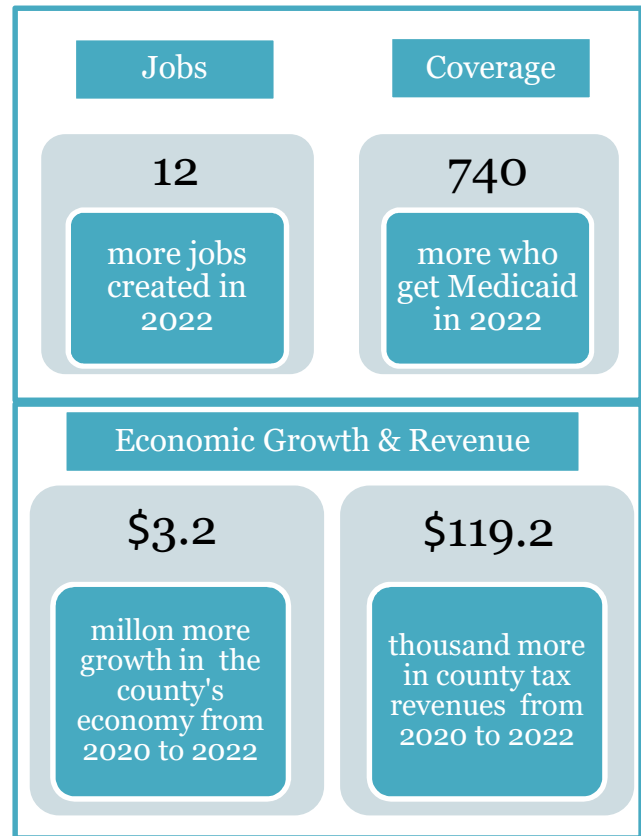 Jobs
Coverage
12
more jobs
created in
2022
740
more who
get Medicaid
in 2022
Economic Growth & Revenue
$3.2
millon more
growth in the
county's
economy from
2020 to 2022
$119.2
thousand more
in county tax
revenues from
2020 to 2022